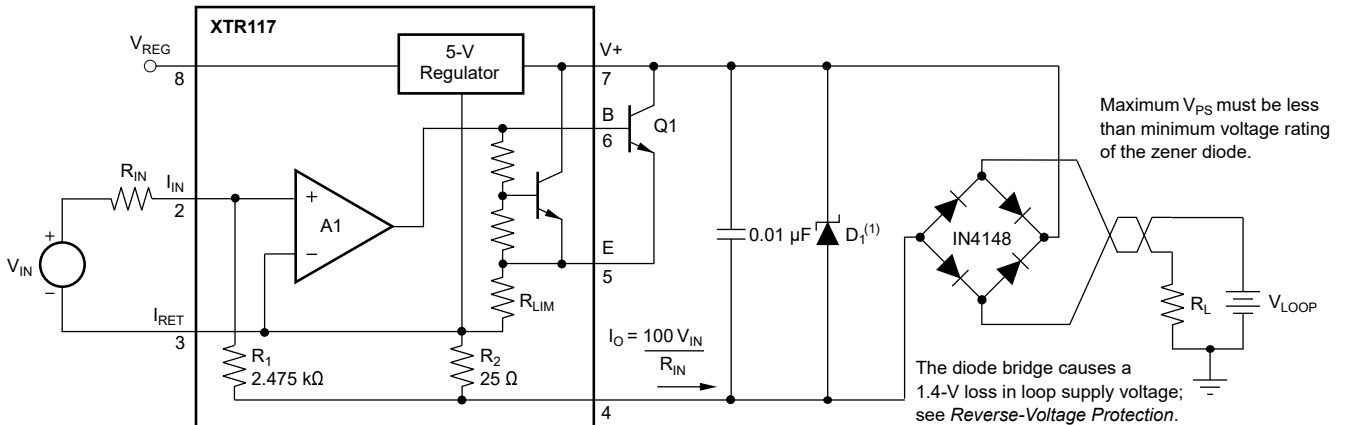 XTR117
V_REG
8
5-V
Regulator
V+
7
B
6
Q1
Maximum V_PS must be less
than minimum voltage rating
of the zener diode.
R_IN
I_IN
2
+
A1
−
+
V_IN
−
0.01 µF
D₁⁽¹⁾
IN4148
E
5
R_LIM
R_L
V_LOOP
I_RET
3
R₁
2.475 kΩ
R₂
25 Ω
I_O = 100 V_IN
R_IN
4
The diode bridge causes a
1.4-V loss in loop supply voltage;
see Reverse-Voltage Protection.